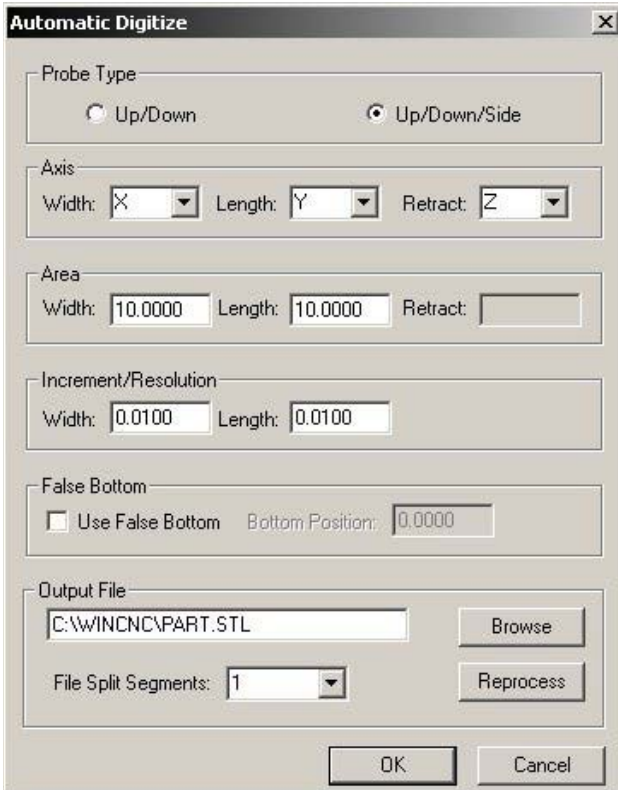 Automatic Digitize
Probe Type
Up/Down Up/Down/Side
Axis
Width: X Length: Y Retract: Z
Area
Width: 10.0000 Length: 10.0000 Retract:
Increment/Resolution
Width: 0.0100 Length: 0.0100
False Bottom
Use False Bottom Bottom Position: 0.0000
Output File
C:\WINCNC\PART.STL Browse
File Split Segments: 1 Reprocess
OK Cancel